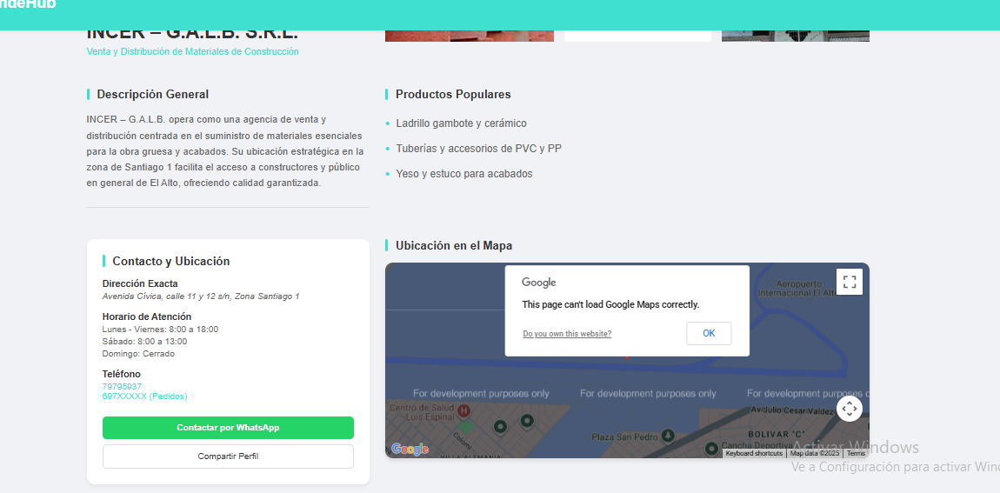 ndeHub
INCER – G.A.L.B. S.R.L.
Venta y Distribución de Materiales de Construcción
Descripción General
INCER – G.A.L.B. opera como una agencia de venta y
distribución centrada en el suministro de materiales esenciales
para la obra gruesa y acabados. Su ubicación estratégica en la
zona de Santiago 1 facilita el acceso a constructores y público
en general de El Alto, ofreciendo calidad garantizada.
Productos Populares
Ladrillo gambote y cerámico
Tuberías y accesorios de PVC y PP
Yeso y estuco para acabados
Contacto y Ubicación
Dirección Exacta
Avenida Cívica, calle 11 y 12 s/n, Zona Santiago 1
Horario de Atención
Lunes - Viernes: 8:00 a 18:00
Sábado: 8:00 a 13:00
Domingo: Cerrado
Teléfono
79795937
697XXXXX (Pedidos)
Contactar por WhatsApp
Compartir Perfil
Ubicación en el Mapa
Google
This page can't load Google Maps correctly.
Do you own this website?
OK
Aeropuerto
Internacional El Alto
For development purposes only
For development purposes only
For development purposes o
Centro de Salud
Luis Espinal
H
Colomi
VILLA ALEMANIA
Plaza San Pedro
Av. Julio Cesar Valdez
BOLIVAR "C"
Cancha Deportiva
Google
Keyboard shortcuts
Map data ©2025
Terms
Activar Windows
Ve a Configuración para activar Win